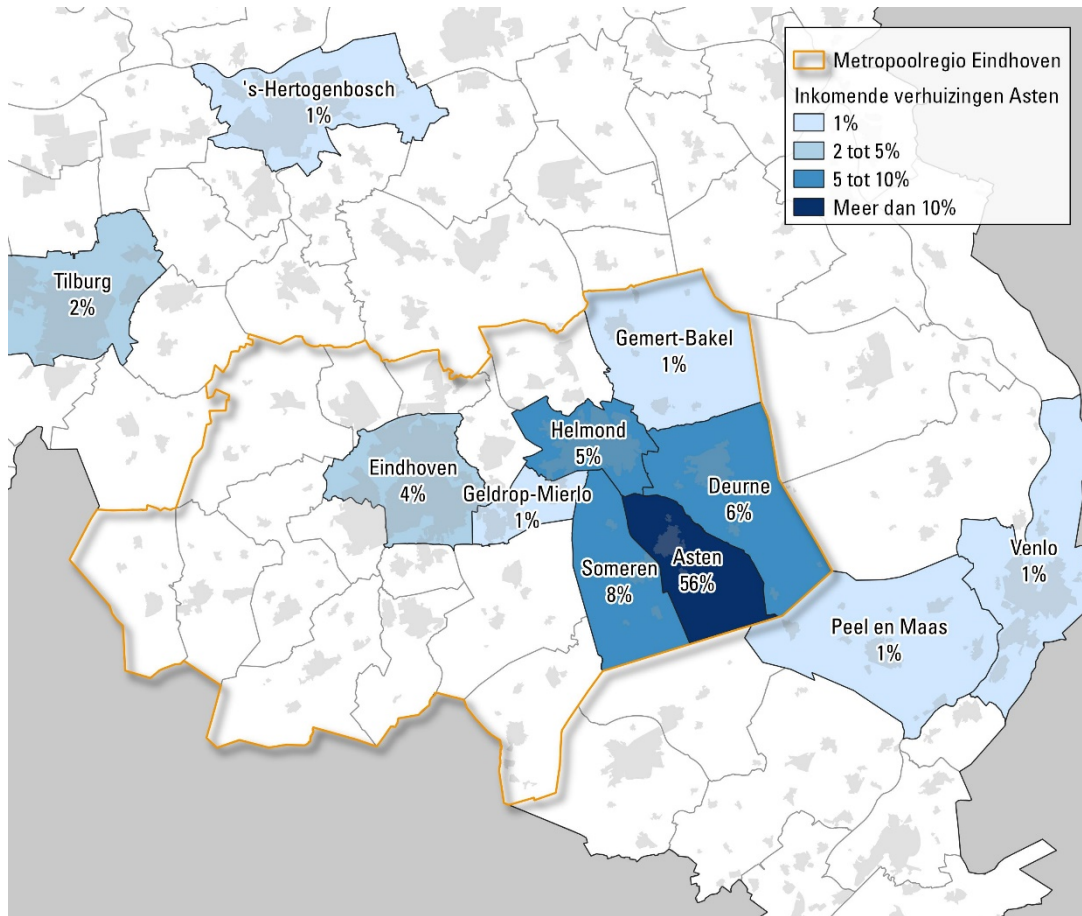 Metropoolregio Eindhoven
Inkomende verhuizingen Asten
1%
2 tot 5%
5 tot 10%
Meer dan 10%
's-Hertogenbosch
1%
Tilburg
2%
Gemert-Bakel
1%
Helmond
5%
Eindhoven
4%
Geldrop-Mierlo
1%
Deurne
6%
Someren
8%
Asten
56%
Venlo
1%
Peel en Maas
1%